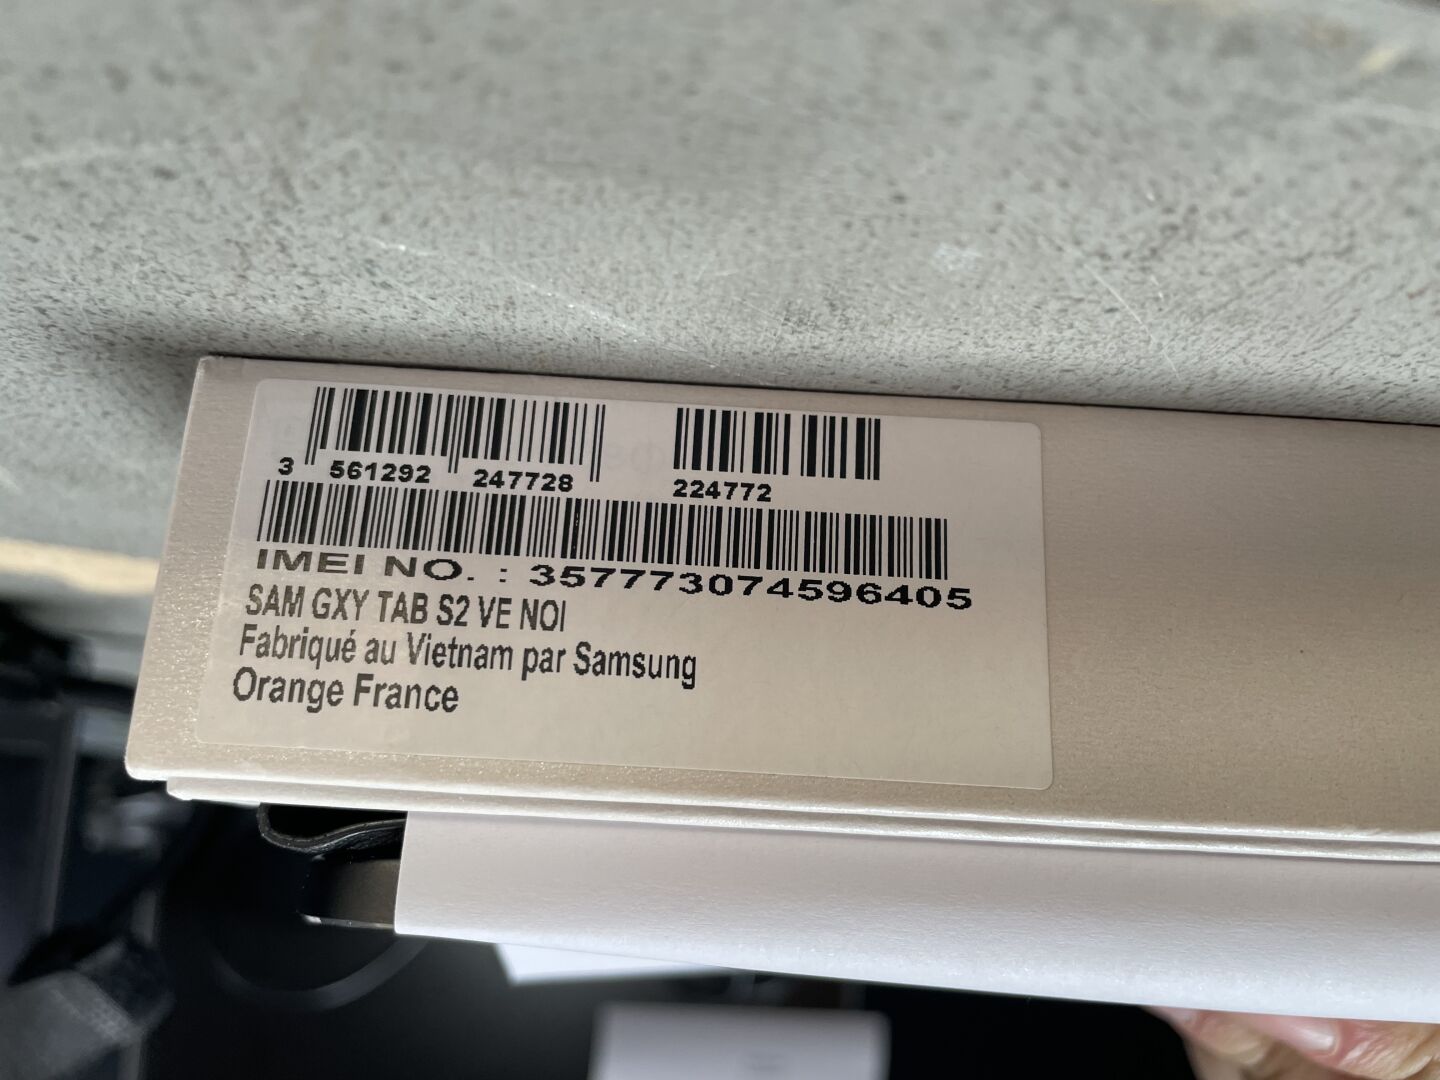 3 561292 247728 224772
IMEI NO. : 357773074596405
SAM GXY TAB S2 VE NOI
Fabriqué au Vietnam par Samsung
Orange France